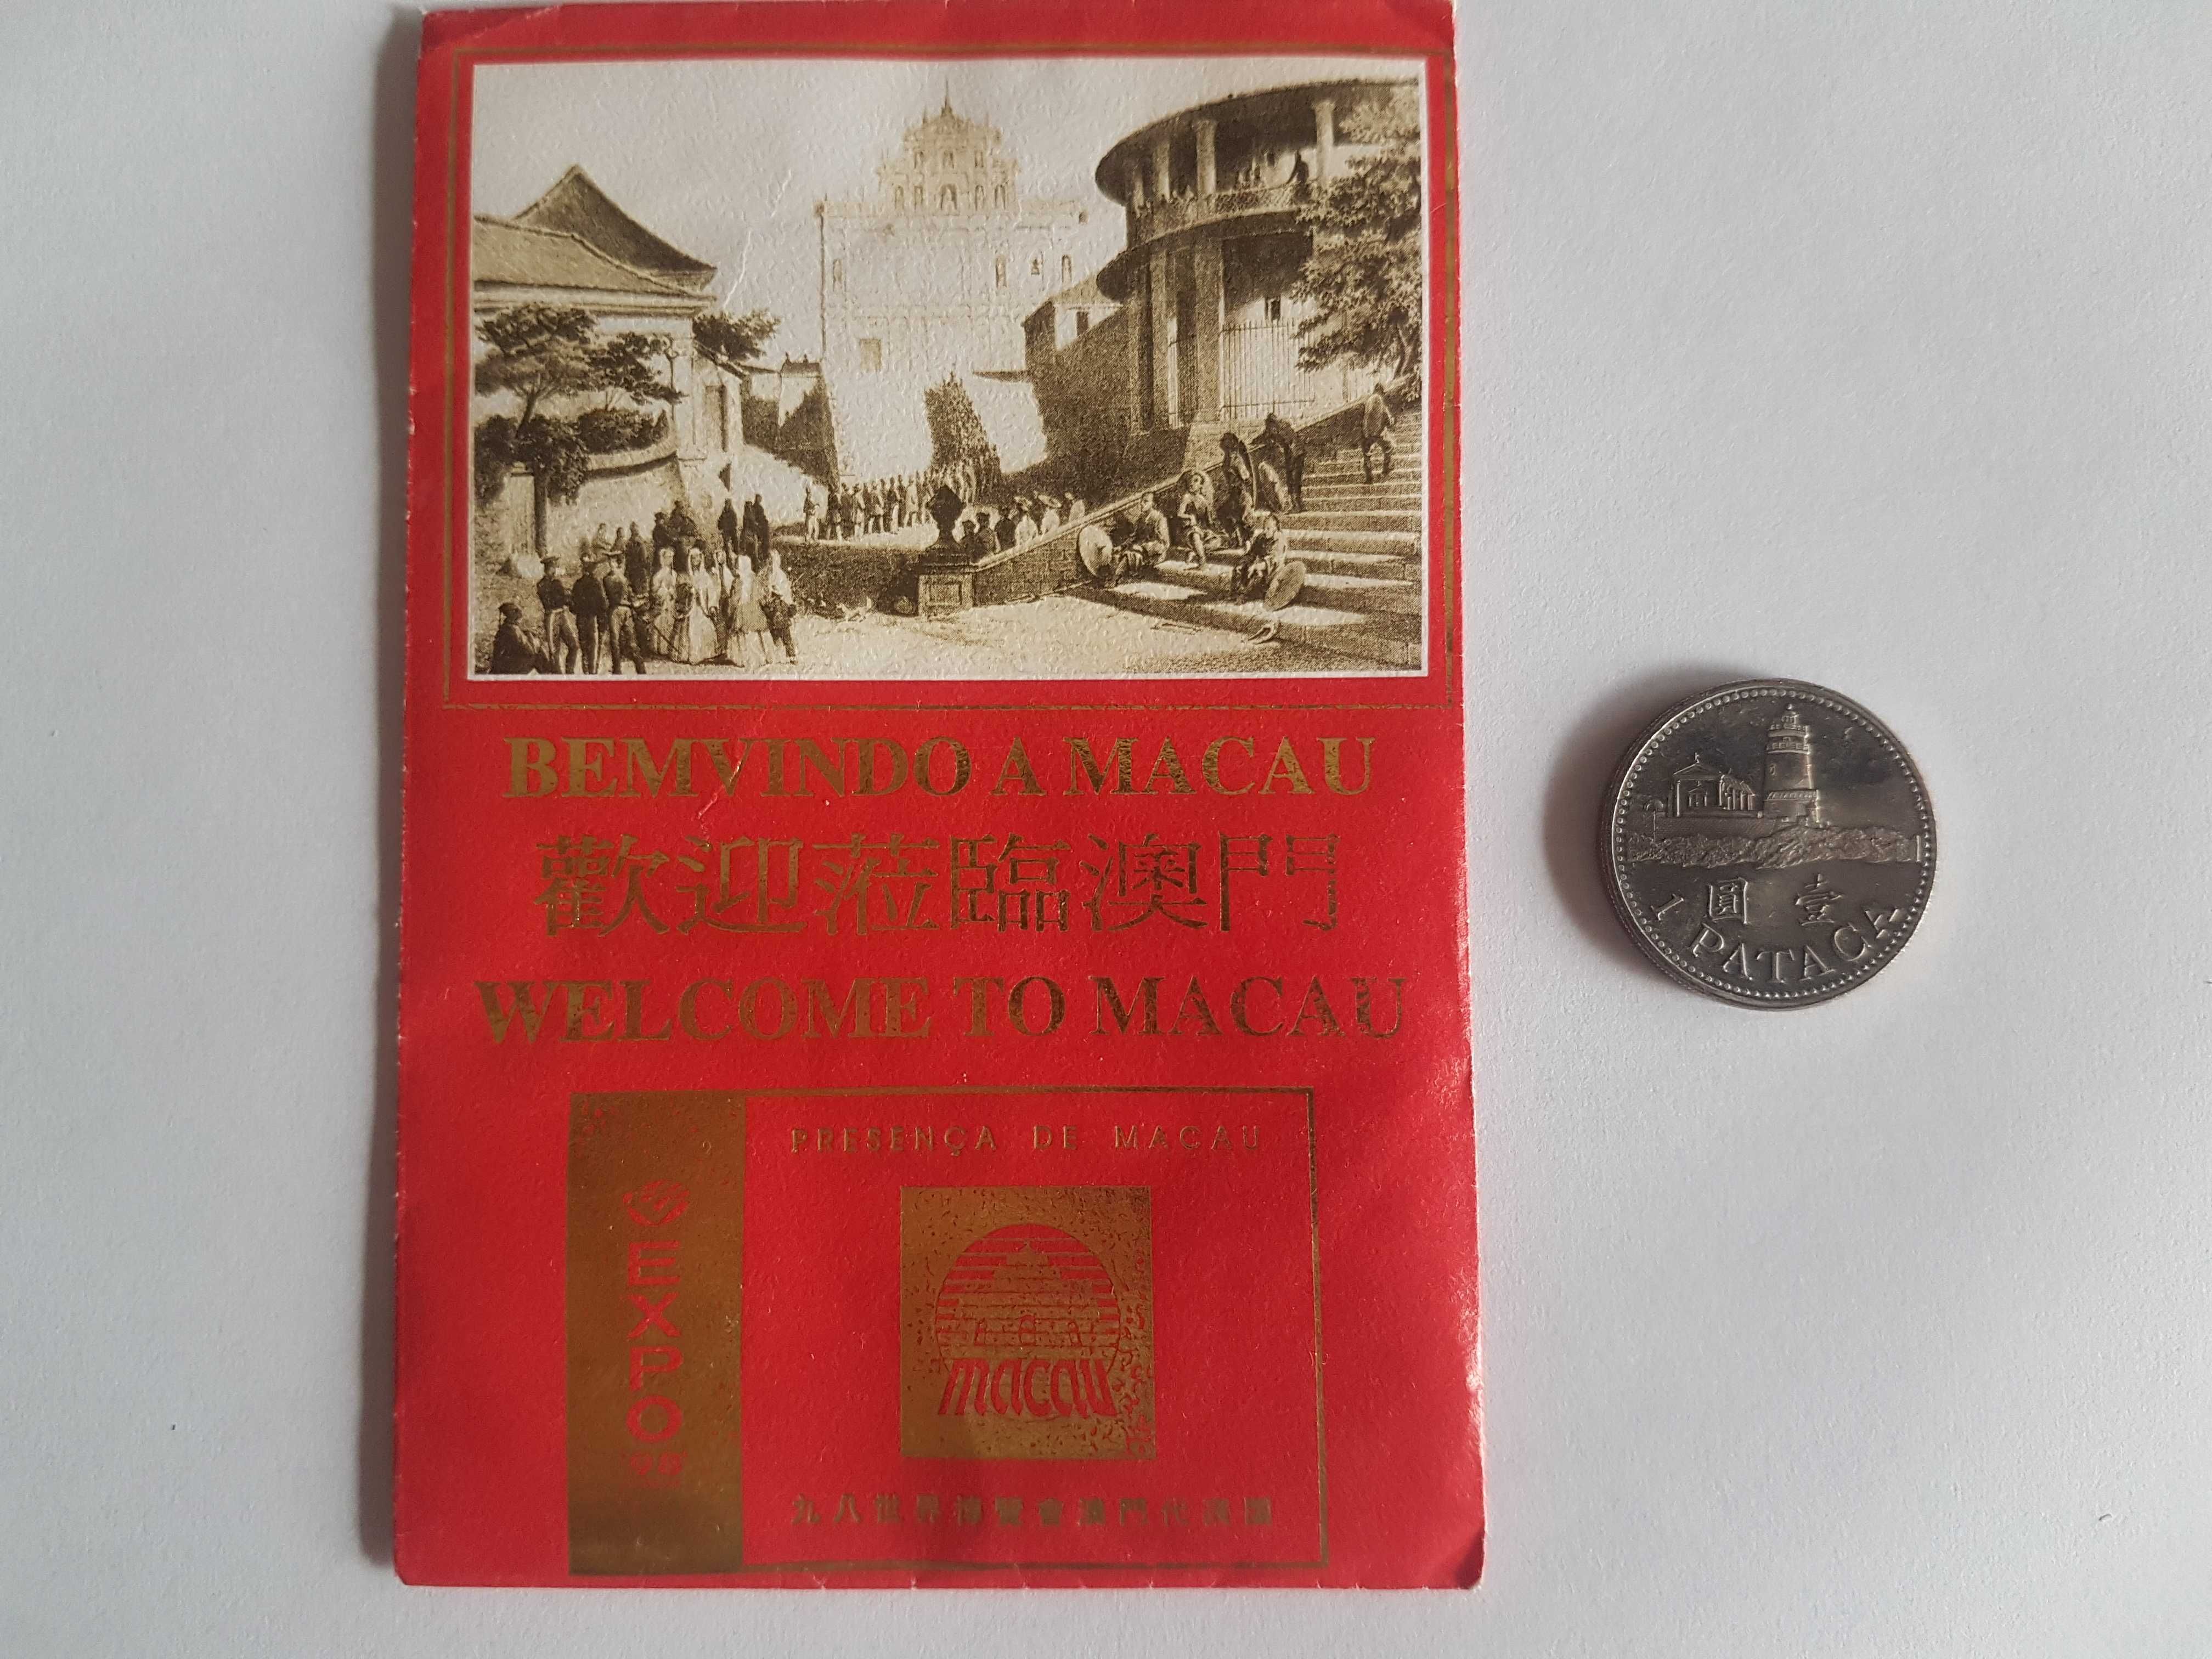 BEMVINDO A MACAU
歡迎蒞臨澳門
WELCOME TO MACAU
PRESENÇA DE MACAU
EXPO
98
macau
九八世界博覽會澳門代表團
圓 壹
1 PATACA